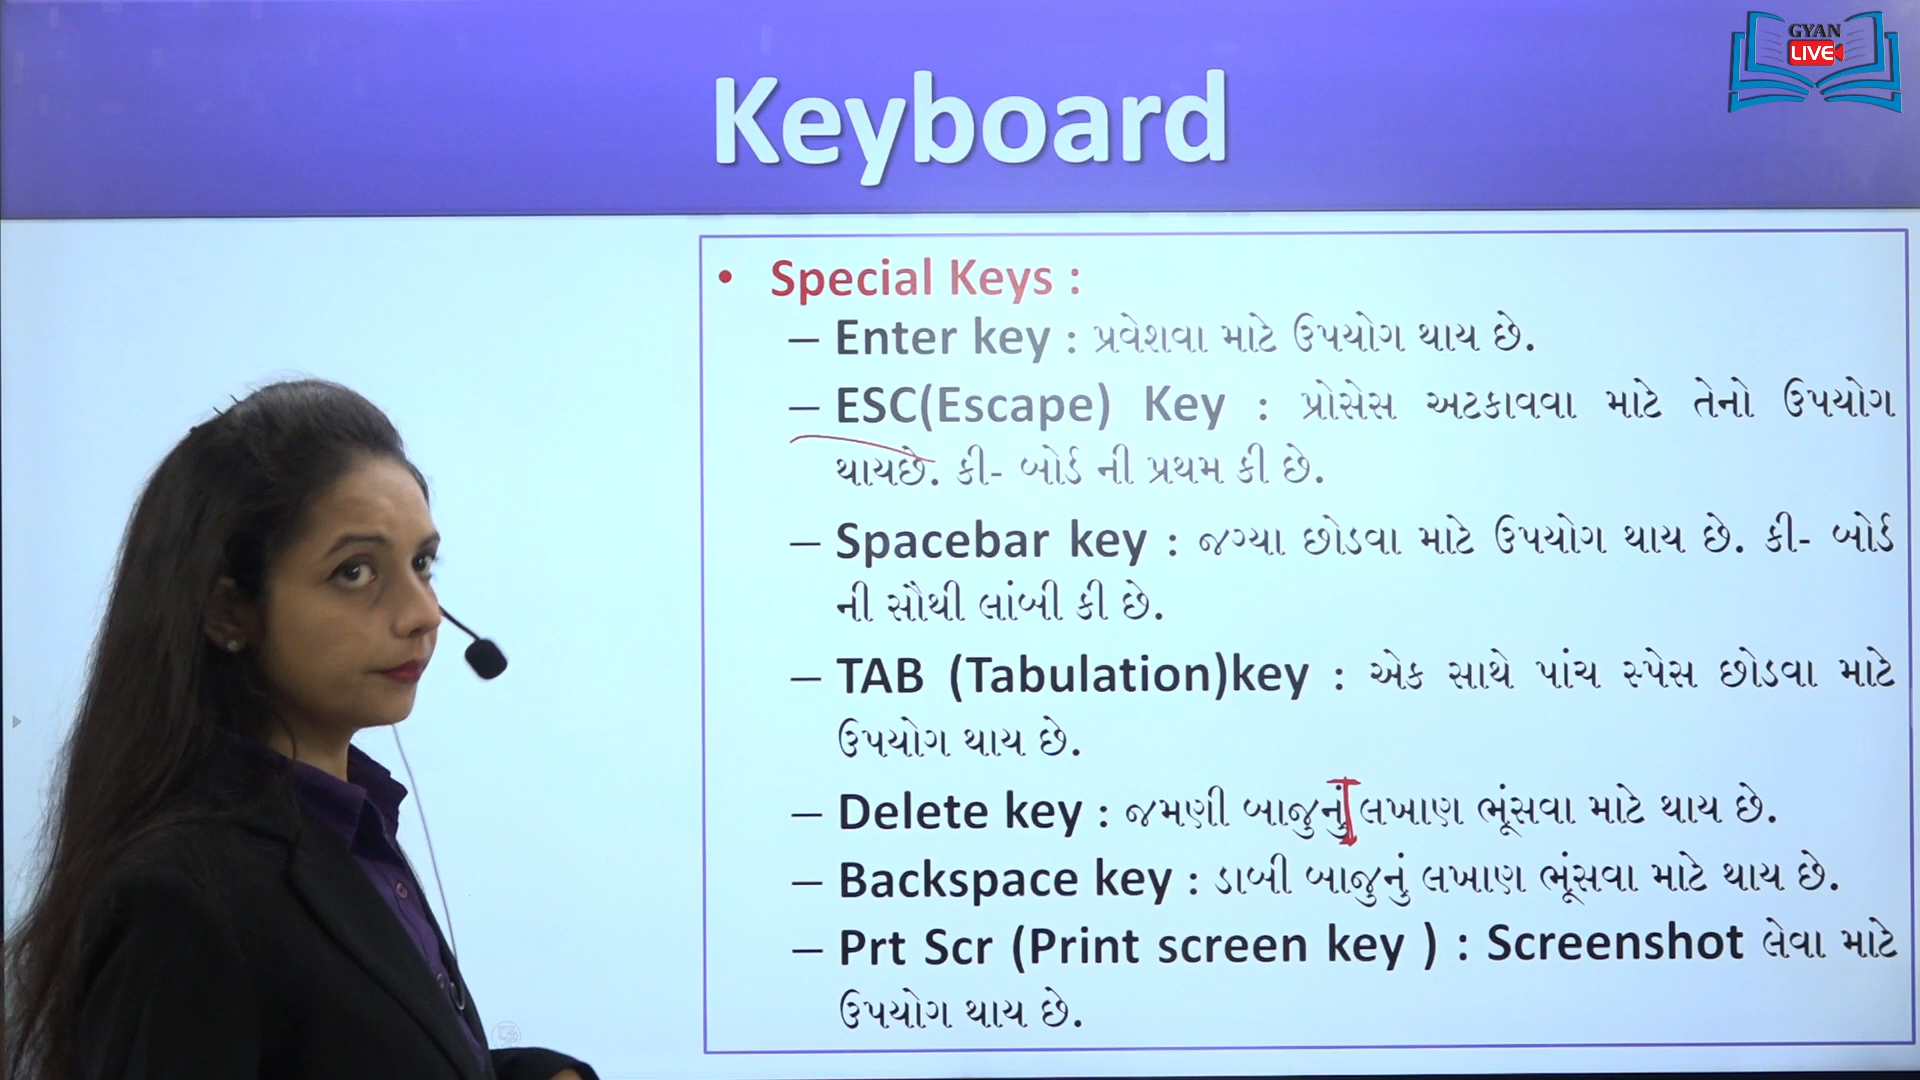 GYAN
LIVE
Keyboard
• Special Keys :
– Enter key : પ્રવેશવા માટે ઉપયોગ થાય છે.
– ESC(Escape) Key : પ્રોસેસ અટકાવવા માટે તેનો ઉપયોગ
થાયછે. કી- બોર્ડ ની પ્રથમ કી છે.
– Spacebar key : જગ્યા છોડવા માટે ઉપયોગ થાય છે. કી- બોર્ડ
ની સૌથી લાંબી કી છે.
– TAB (Tabulation)key : એક સાથે પાંચ સ્પેસ છોડવા માટે
ઉપયોગ થાય છે.
– Delete key : જમણી બાજુનું લખાણ ભૂંસવા માટે થાય છે.
– Backspace key : ડાબી બાજુનું લખાણ ભૂંસવા માટે થાય છે.
– Prt Scr (Print screen key ) : Screenshot લેવા માટે
ઉપયોગ થાય છે.